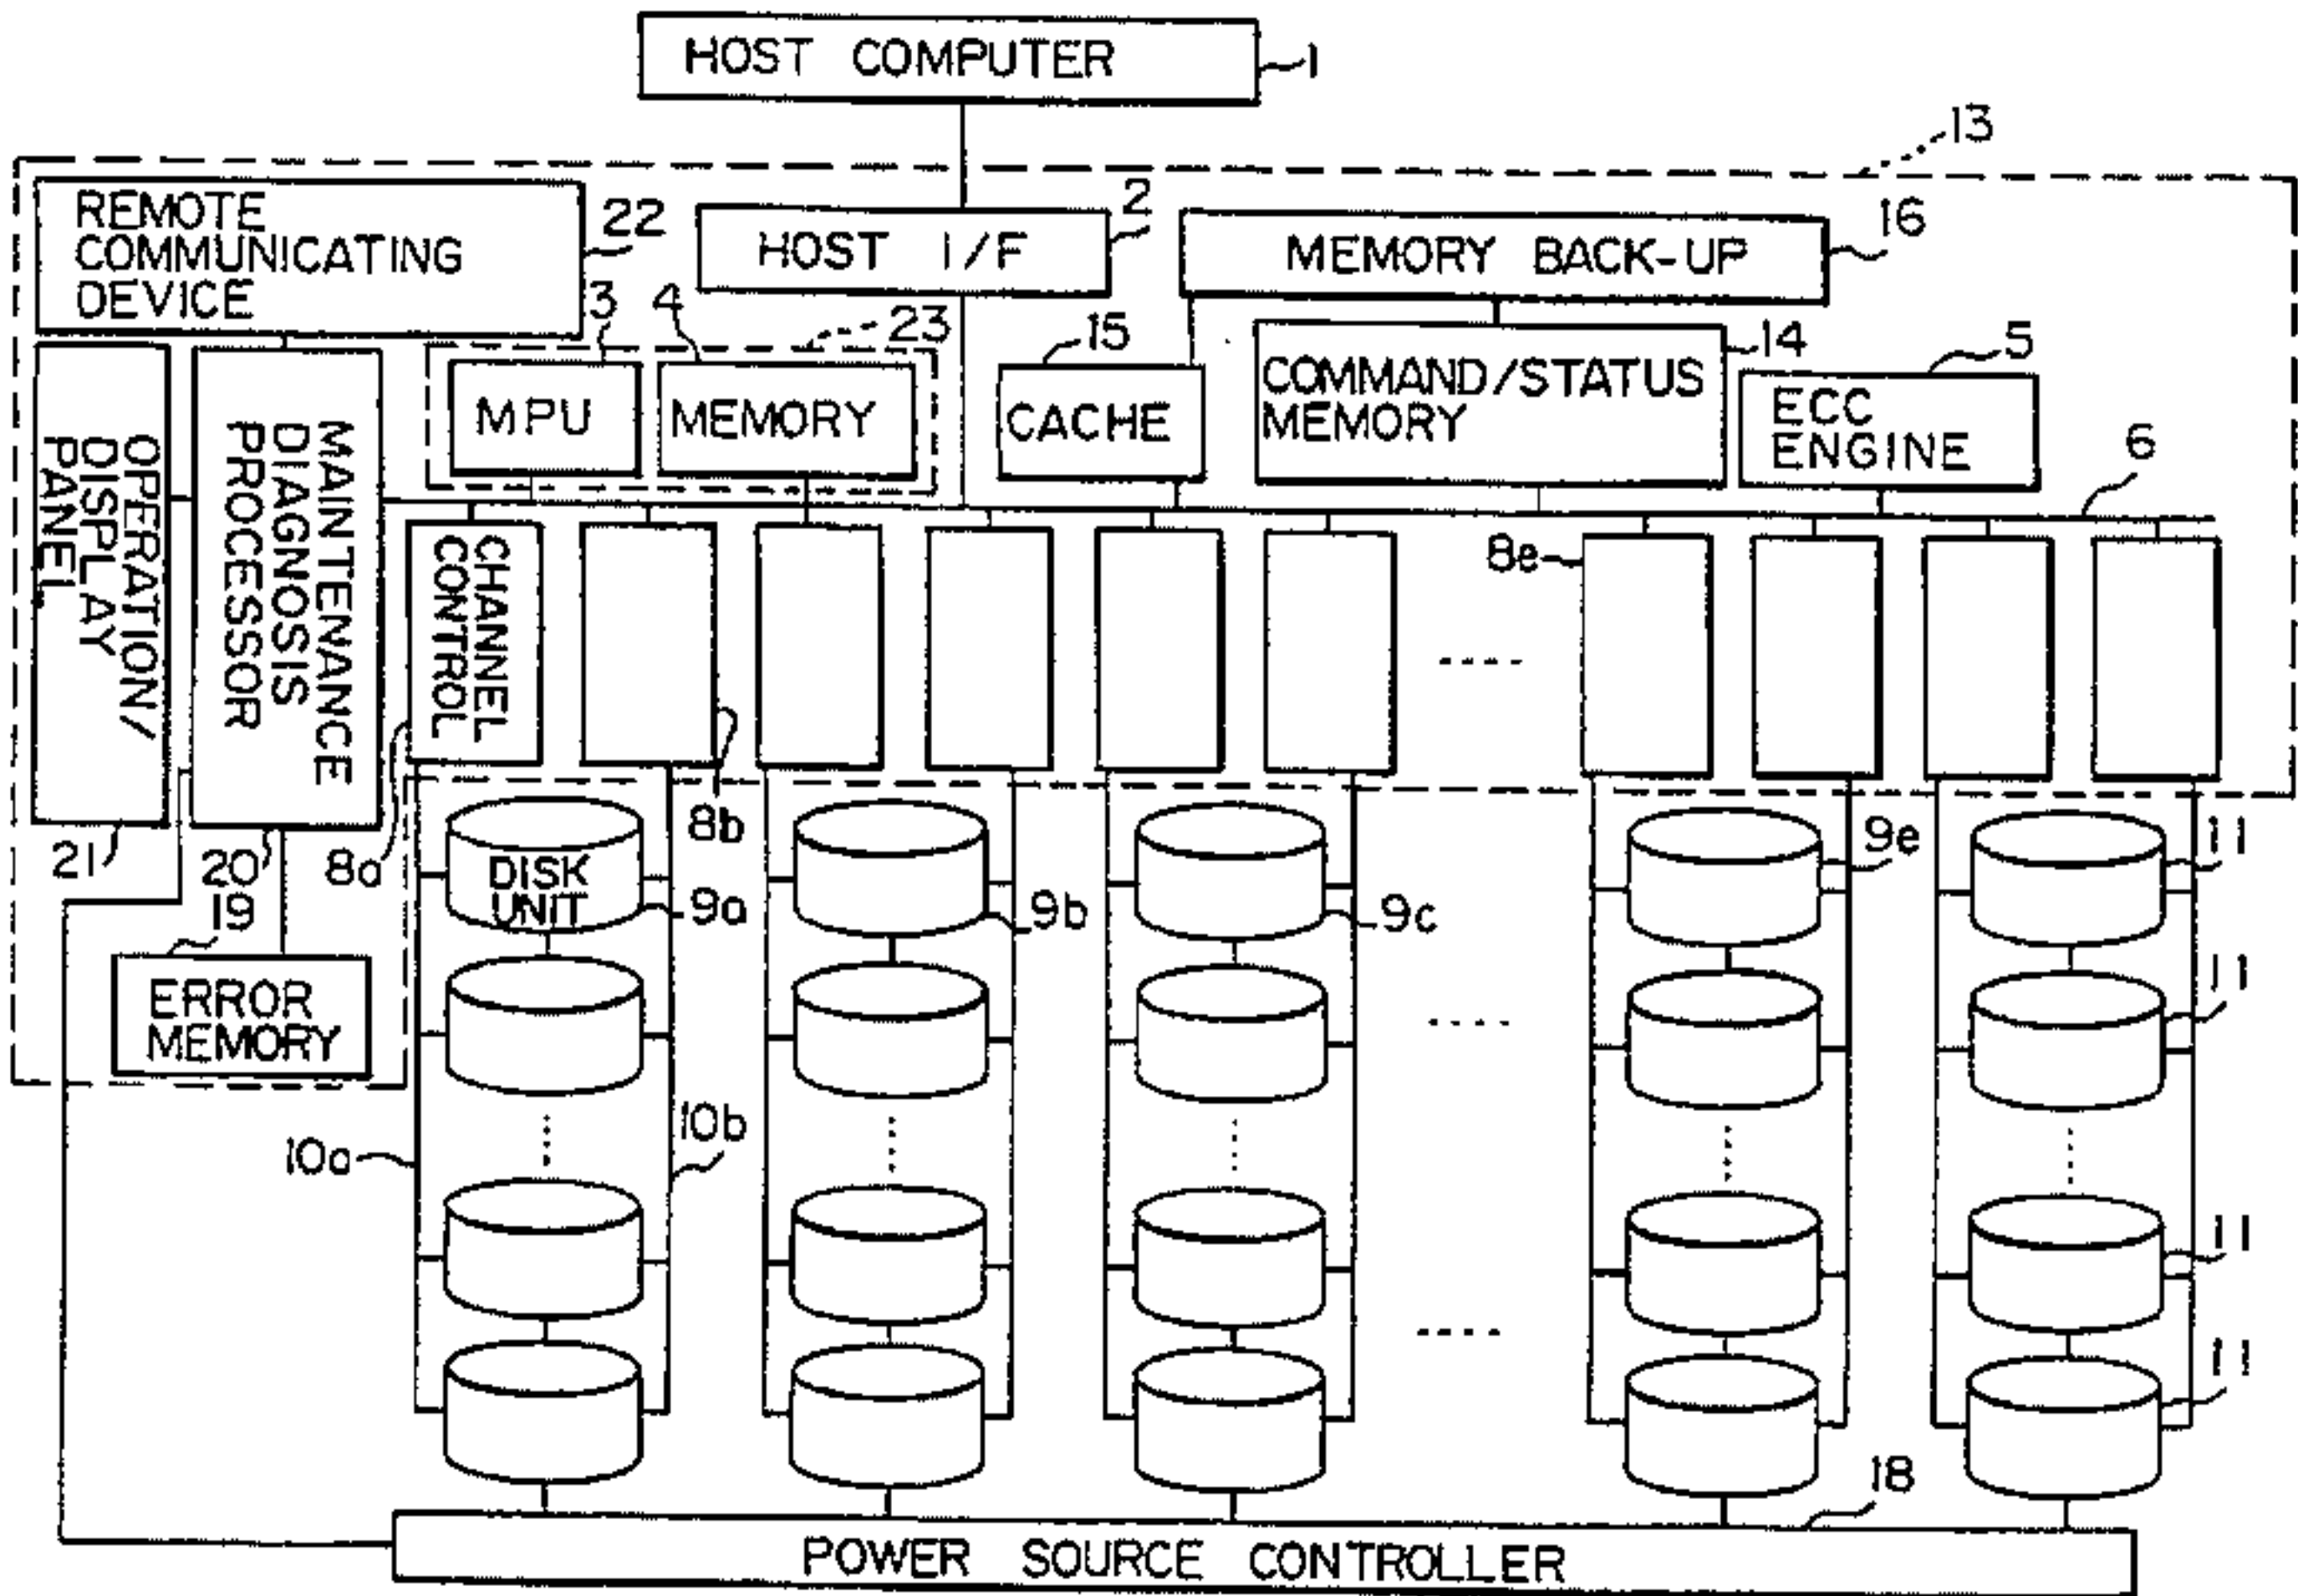 HOST COMPUTER
1
13
REMOTE
COMMUNICATING
DEVICE
22
HOST I/F
2
MEMORY BACK-UP
16
3
4
23
15
14
5
MPU
MEMORY
CACHE
COMMAND/STATUS
MEMORY
ECC
ENGINE
6
OPERATION/
DISPLAY
PANEL
MAINTENANCE
DIAGNOSIS
PROCESSOR
CHANNEL
CONTROL
8e
21
20
8a
8b
19
DISK
UNIT
9a
9b
9c
9e
11
ERROR
MEMORY
11
10a
10b
11
11
18
POWER SOURCE CONTROLLER